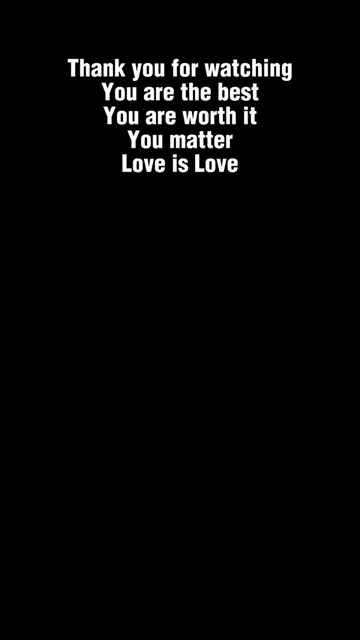 Thank you for watching
You are the best
You are worth it
You matter
Love is Love